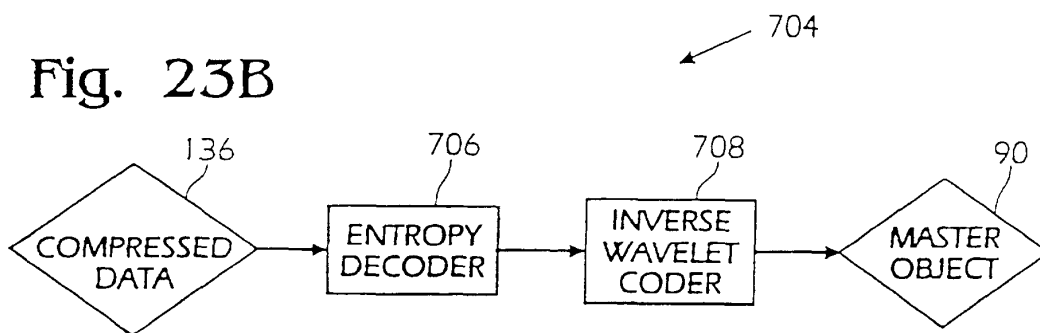 704
Fig. 23B
136
706
708
90
COMPRESSED
DATA
ENTROPY
DECODER
INVERSE
WAVELET
CODER
MASTER
OBJECT